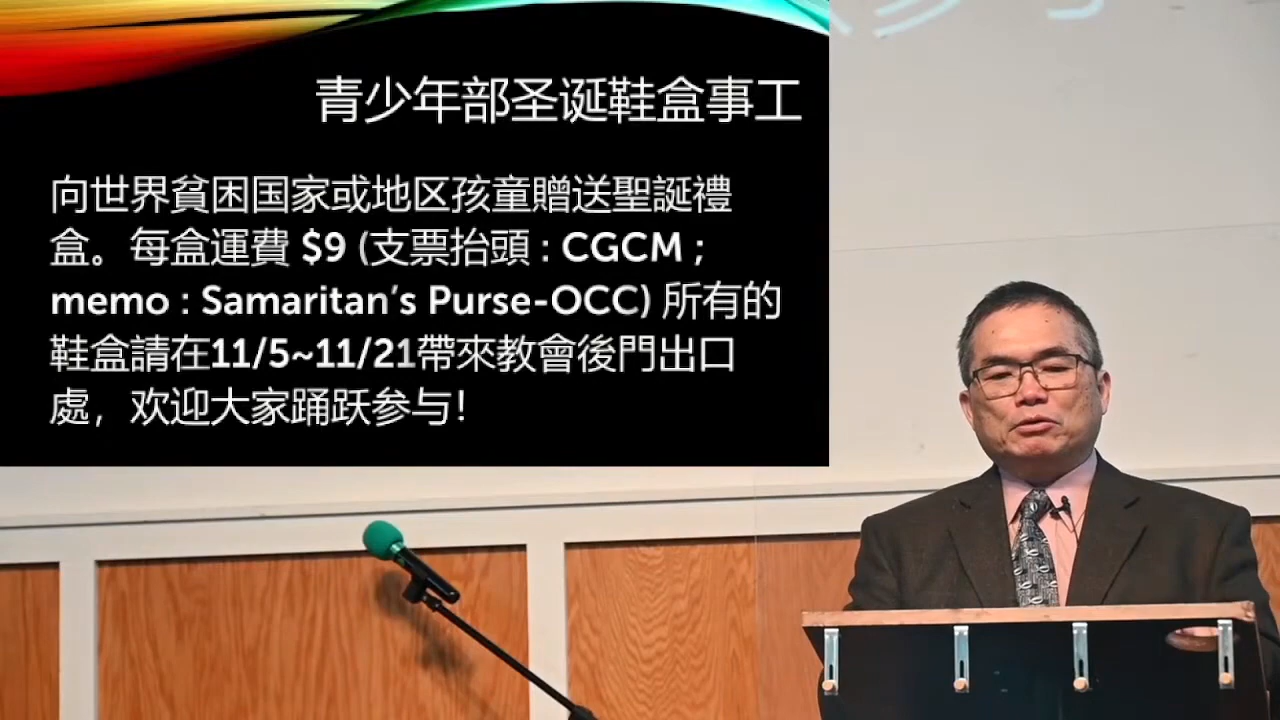 青少年部圣诞鞋盒事工
向世界貧困国家或地区孩童贈送聖誕禮
盒。每盒運費 $9 (支票抬頭 : CGCM ;
memo : Samaritan's Purse-OCC) 所有的
鞋盒請在11/5~11/21帶來教會後門出口
處，欢迎大家踊跃参与！